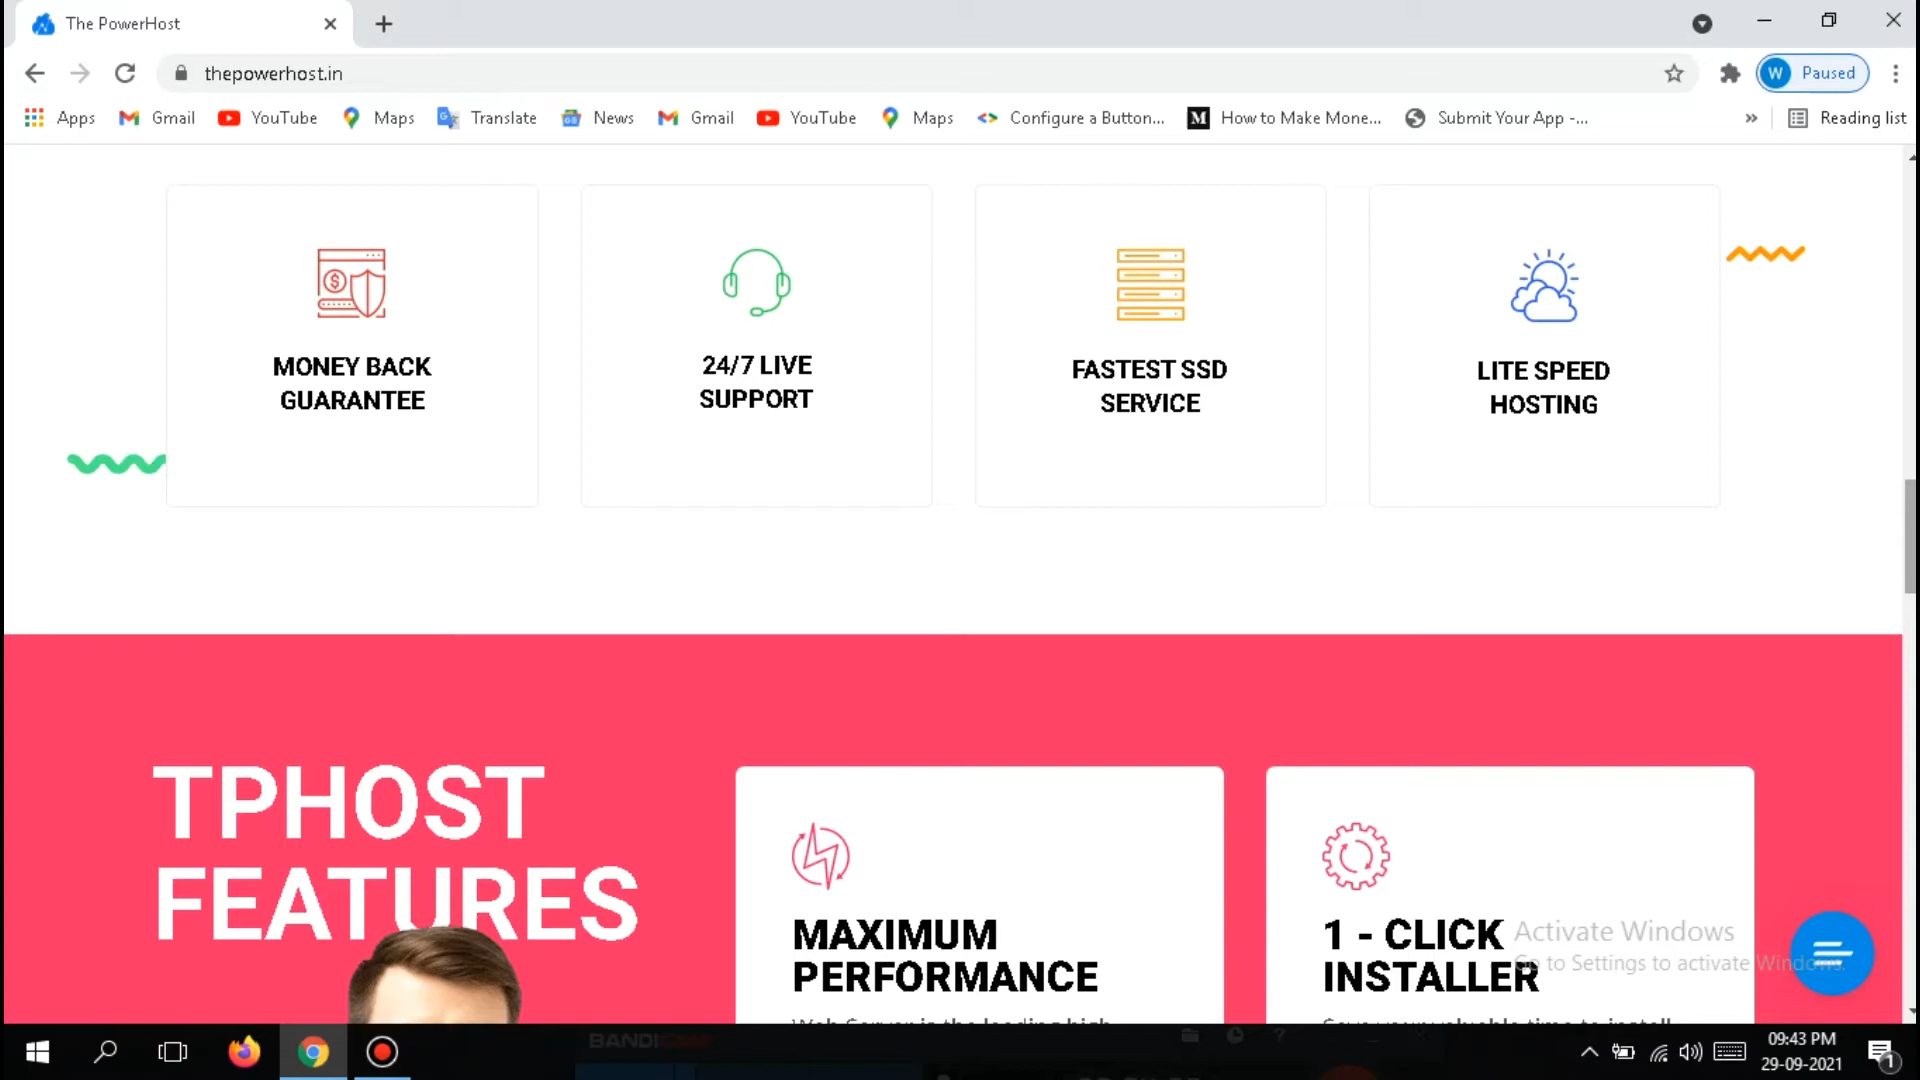 The PowerHost
thepowerhost.in
W Paused
Apps Gmail YouTube Maps Translate News Gmail YouTube Maps Configure a Button... How to Make Mone... Submit Your App -... » Reading list
MONEY BACK
GUARANTEE
24/7 LIVE
SUPPORT
FASTEST SSD
SERVICE
LITE SPEED
HOSTING
TPHOST
FEATURES
MAXIMUM
PERFORMANCE
1 - CLICK
INSTALLER
Activate Windows
Go to Settings to activate Windows.
09:43 PM
29-09-2021
1